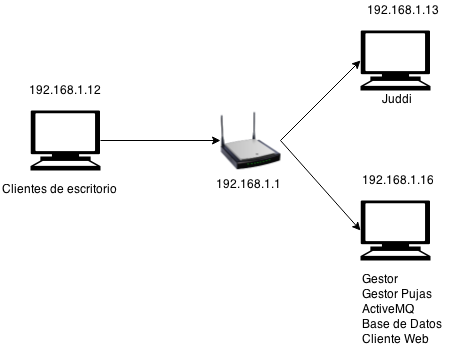 192.168.1.13
Juddi
192.168.1.12
Clientes de escritorio
192.168.1.1
192.168.1.16
Gestor
Gestor Pujas
ActiveMQ
Base de Datos
Cliente Web